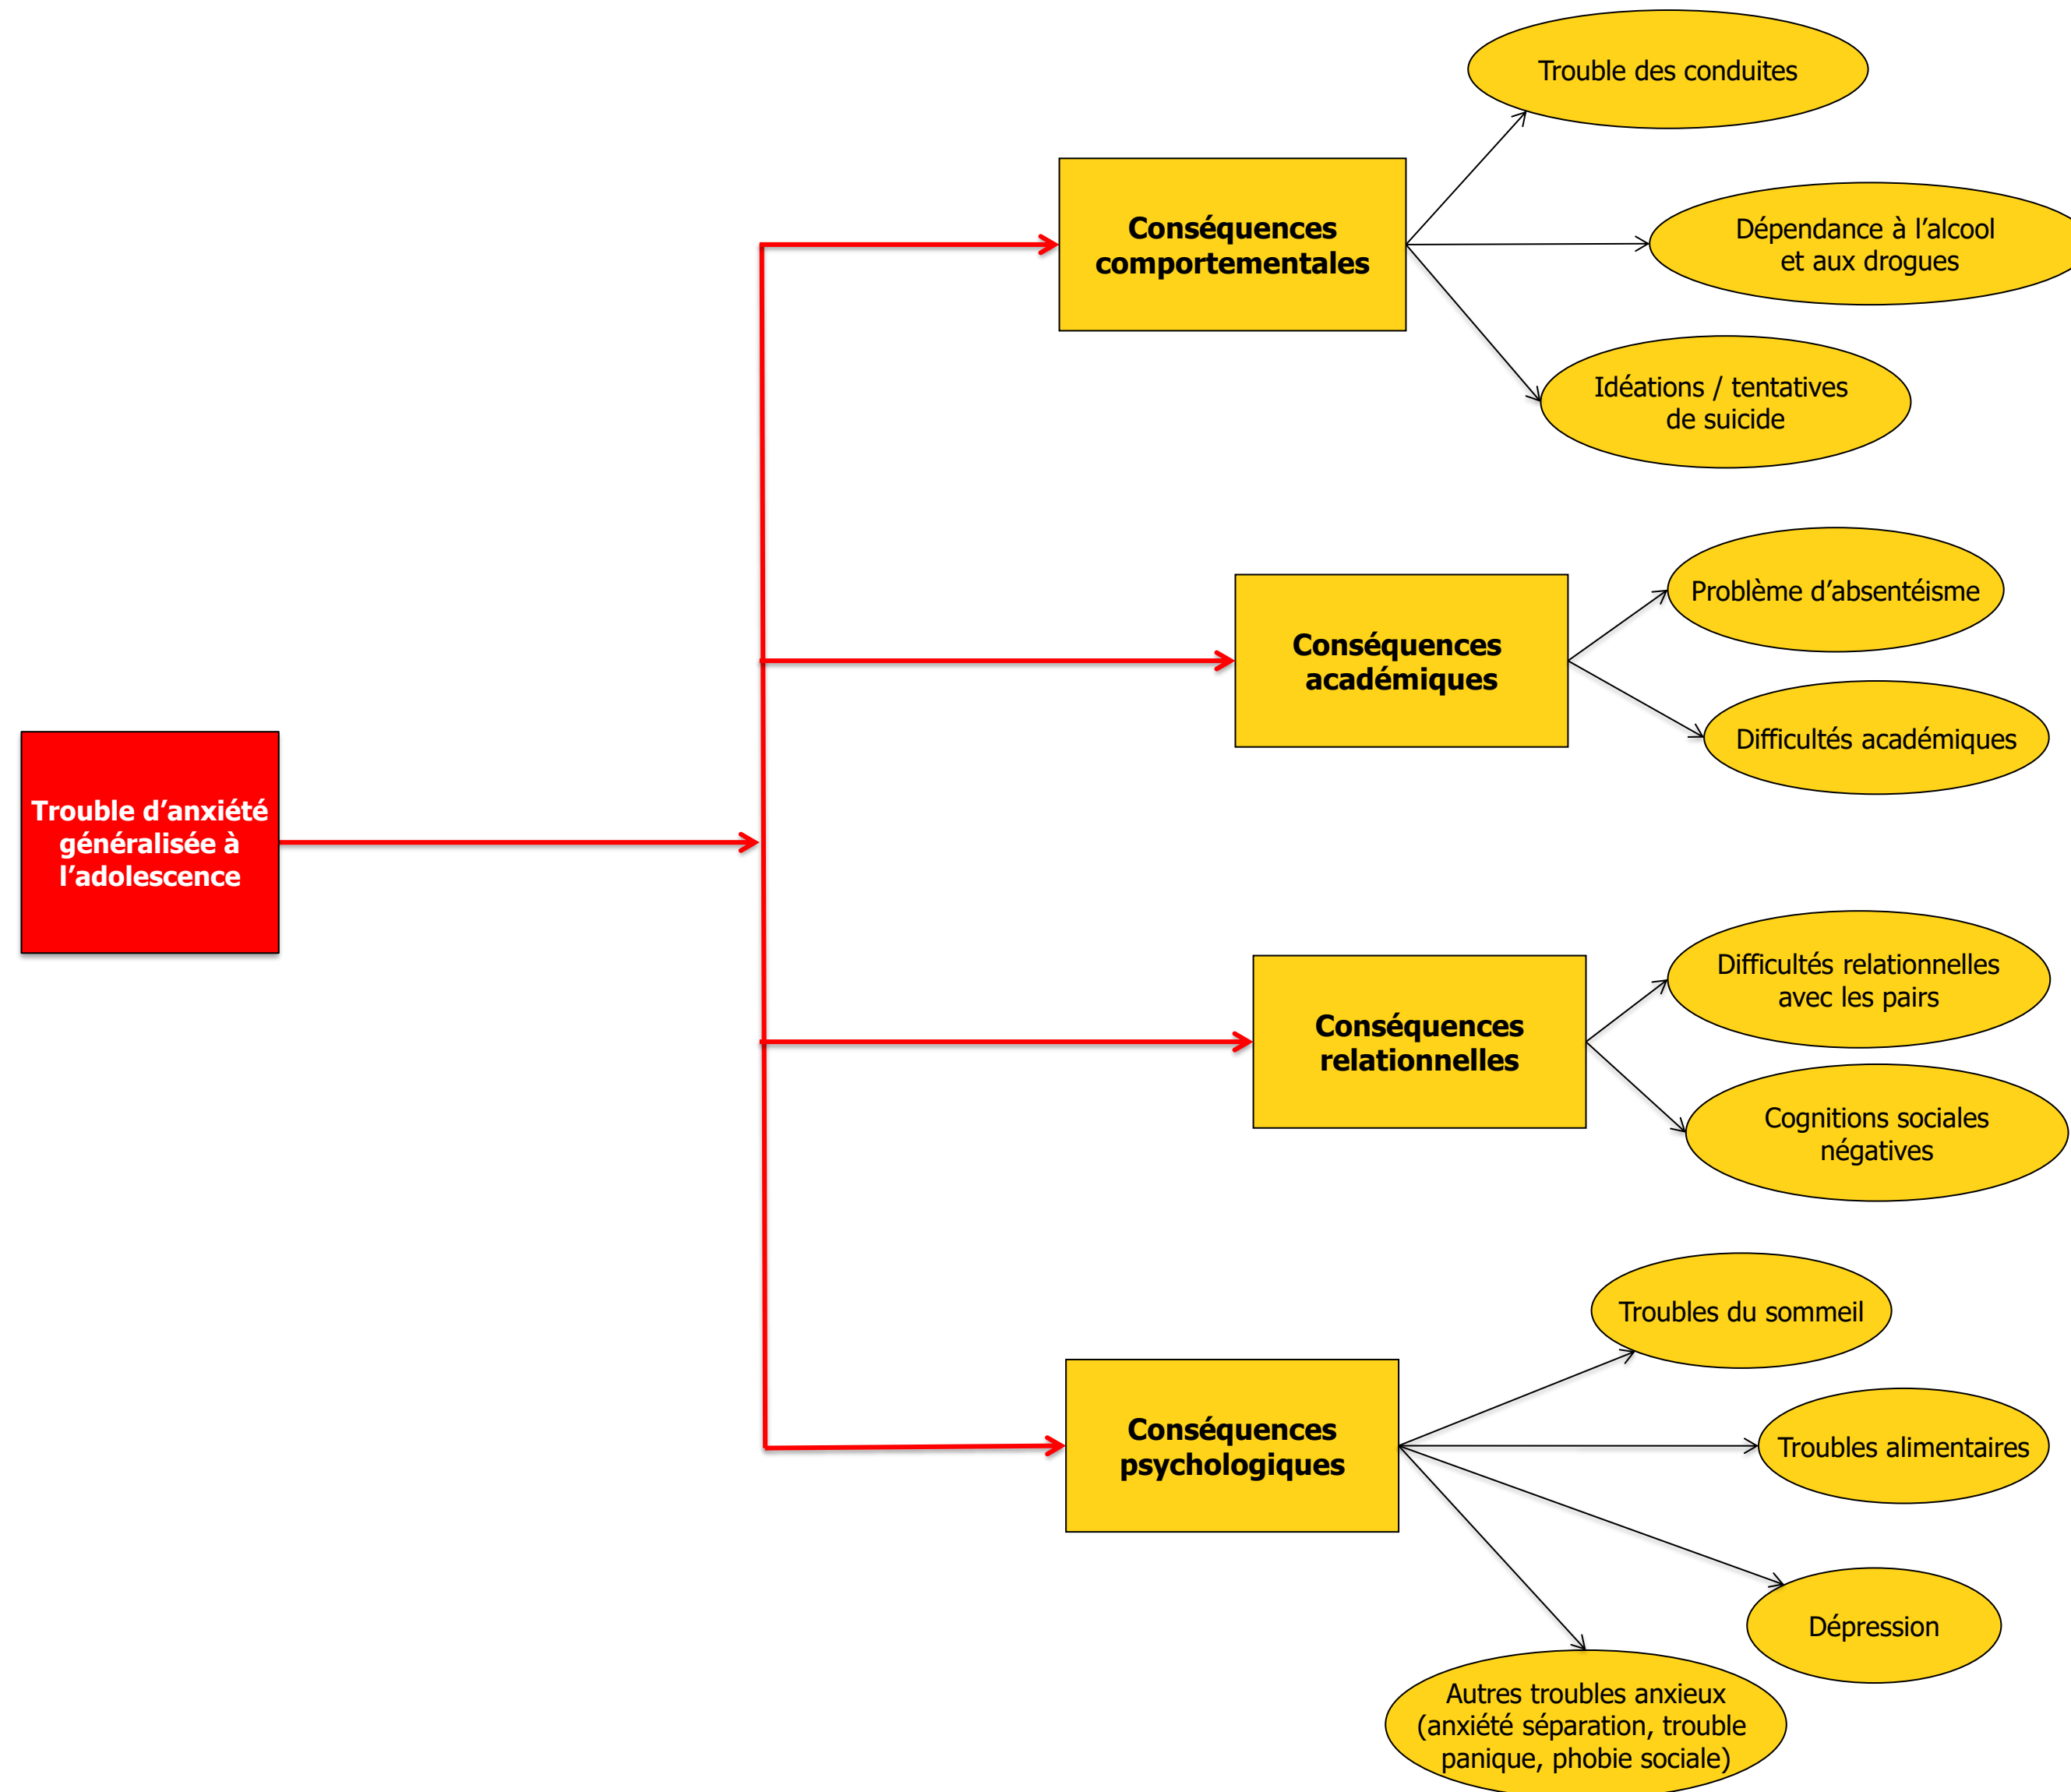 Trouble des conduites
Conséquences
comportementales
Dépendance à l’alcool
et aux drogues
Idéations / tentatives
de suicide
Conséquences
académiques
Problème d’absentéisme
Difficultés académiques
Trouble d’anxiété
généralisée à
l’adolescence
Conséquences
relationnelles
Difficultés relationnelles
avec les pairs
Cognitions sociales
négatives
Conséquences
psychologiques
Troubles du sommeil
Troubles alimentaires
Dépression
Autres troubles anxieux
(anxiété séparation, trouble
panique, phobie sociale)